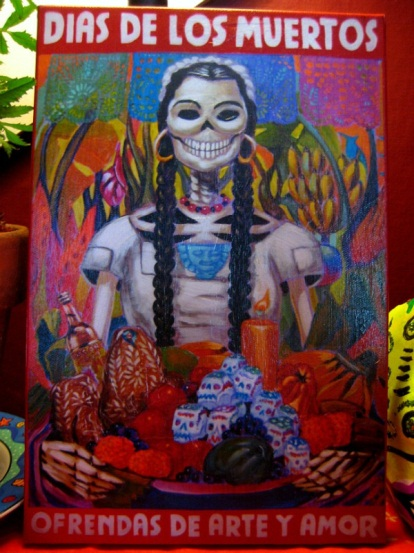 DIAS DE LOS MUERTOS
OFRENDAS DE ARTE Y AMOR